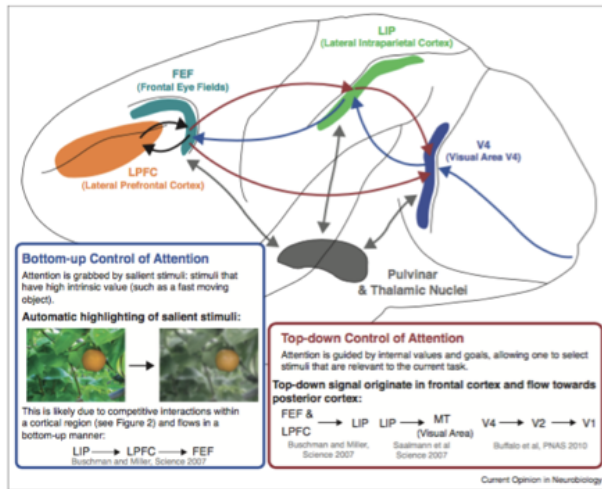 LIP
(Lateral Intraparietal Cortex)
FEF
(Frontal Eye Fields)
V4
(Visual Area V4)
LPFC
(Lateral Prefrontal Cortex)
Pulvinar
& Thalamic Nuclei
Bottom-up Control of Attention
Attention is grabbed by salient stimuli: stimuli that
have high intrinsic value (such as a fast moving
object).
Automatic highlighting of salient stimuli:
This is likely due to competitive interactions within
a cortical region (see Figure 2) and flows in a
bottom-up manner:
LIP → LPFC → FEF
Buschman and Miller, Science 2007
Top-down Control of Attention
Attention is guided by internal values and goals, allowing one to select
stimuli that are relevant to the current task.
Top-down signal originate in frontal cortex and flow towards
posterior cortex:
FEF &
LPFC → LIP
Buschman and Miller,
Science 2007
LIP → MT
(Visual Area)
Saalmann et al
Science 2007
V4 → V2 → V1
Buffalo et al, PNAS 2010
Current Opinion in Neurobiology